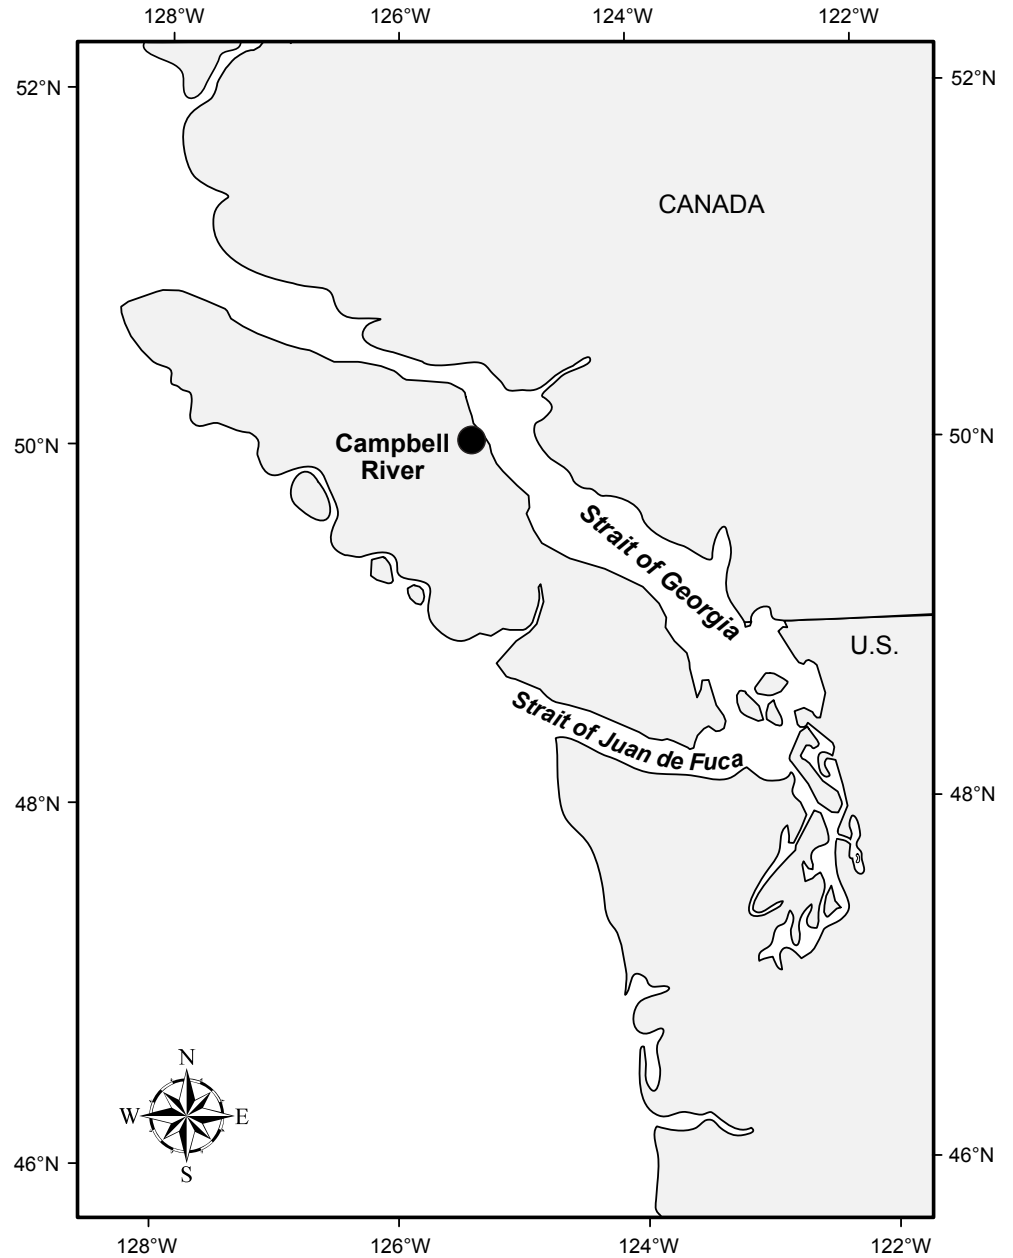 128°W 126°W 124°W 122°W
52°N 52°N
CANADA
50°N 50°N
Campbell
River
Strait of Georgia
U.S.
Strait of Juan de Fuca
48°N 48°N
N
W E
S
46°N 46°N
128°W 126°W 124°W 122°W